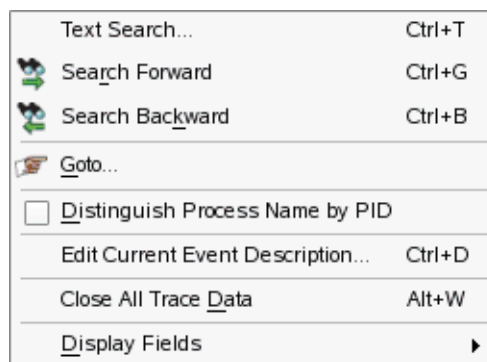 Text Search... Ctrl+T
Search Forward Ctrl+G
Search Backward Ctrl+B
Goto...
Distinguish Process Name by PID
Edit Current Event Description... Ctrl+D
Close All Trace Data Alt+W
Display Fields